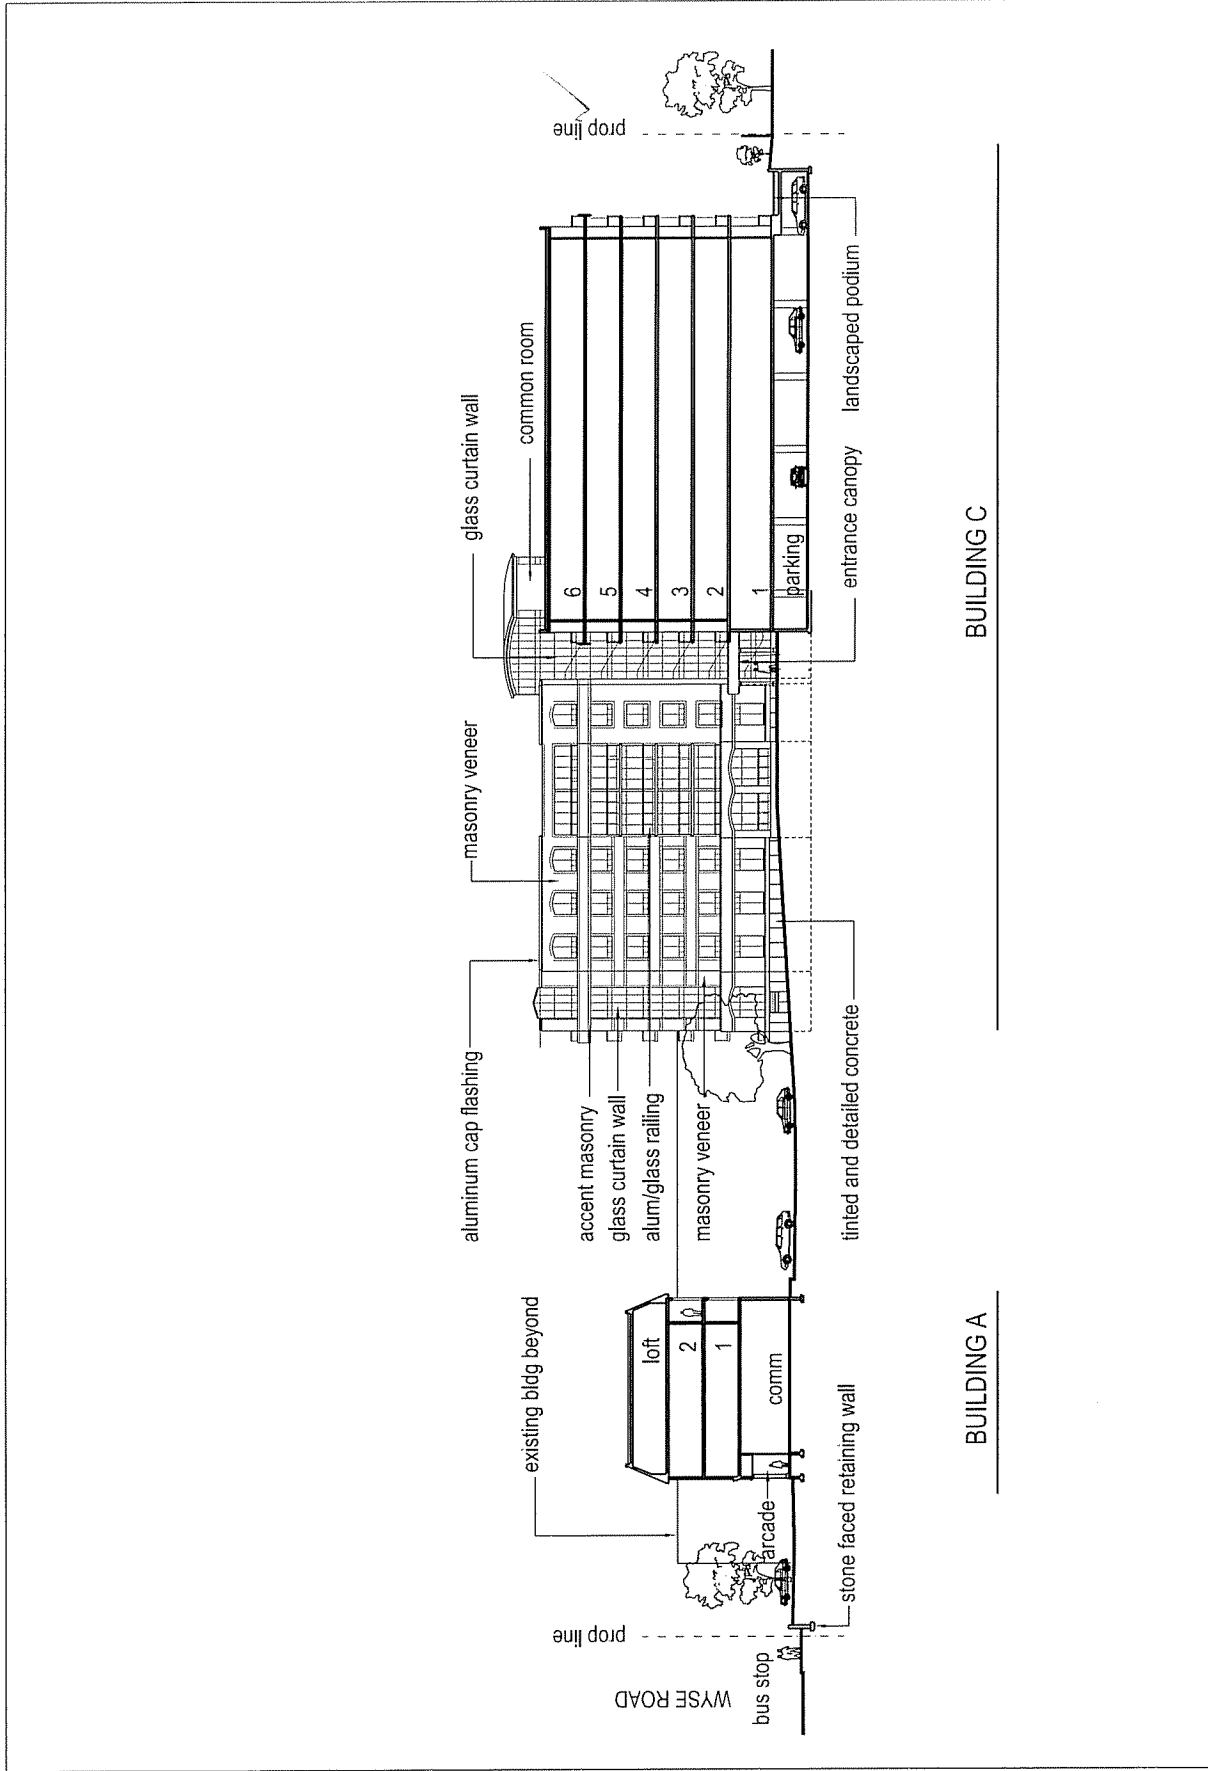 WYSE ROAD
bus stop
prop line
stone faced retaining wall
existing bldg beyond
arcade
loft
2
1
comm
BUILDING A
aluminum cap flashing
masonry veneer
glass curtain wall
common room
accent masonry
glass curtain wall
alum/glass railing
masonry veneer
tinted and detailed concrete
6
5
4
3
2
1
parking
entrance canopy
landscaped podium
prop line
BUILDING C